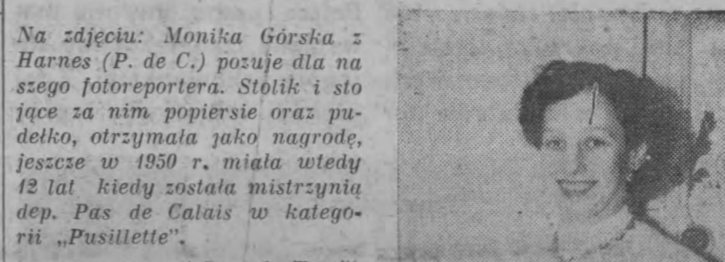 Na zdjęciu: Monika Górska z
Harnes (P. de C.) pozuje dla na
szego fotoreportera. Stolik i sto
jące za nim popiersie oraz pu-
dełko, otrzymała jako nagrodę,
jeszcze w 1950 r. miała wtedy
12 lat kiedy została mistrzynią
dep. Pas de Calais w katego-
rii „Pusillette".